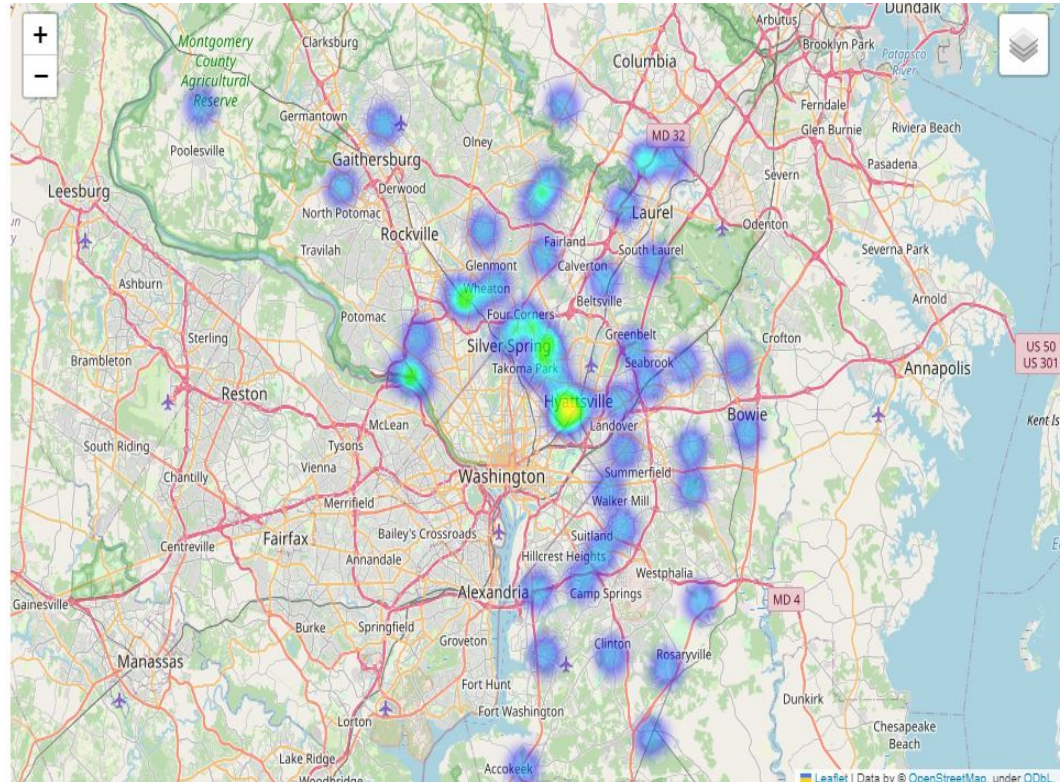 +
−
Montgomery
County
Agricultural
Reserve
Clarksburg
Columbia
Arbutus
Dundalk
Brooklyn Park
Patapsco
River
Germantown
Ferndale
Glen Burnie
Riviera Beach
Poolesville
Gaithersburg
Olney
MD 32
Pasadena
Leesburg
Derwood
Severn
North Potomac
Laurel
Odenton
Travilah
Rockville
Fairland
Severna Park
Glenmont
Calverton
South Laurel
Ashburn
Wheaton
Arnold
Potomac
Four Corners
Beltsville
Sterling
Silver Spring
Greenbelt
Crofton
US 50
US 301
Brambleton
Takoma Park
Seabrook
Annapolis
Reston
Hyattsville
Bowie
McLean
Landover
Kent Is
South Riding
Tysons
Vienna
Chantilly
Washington
Summerfield
Merrifield
Walker Mill
Bailey's Crossroads
Suitland
Centreville
Fairfax
Annandale
Hillcrest Heights
Westphalia
Alexandria
Camp Springs
MD 4
Gainesville
Burke
Springfield
Groveton
Clinton
Rosaryville
Manassas
Fort Hunt
Dunkirk
Lorton
Fort Washington
Chesapeake
Beach
Lake Ridge
Accokeek
Woodbridge
Leaflet | Data by © OpenStreetMap, under ODbL.